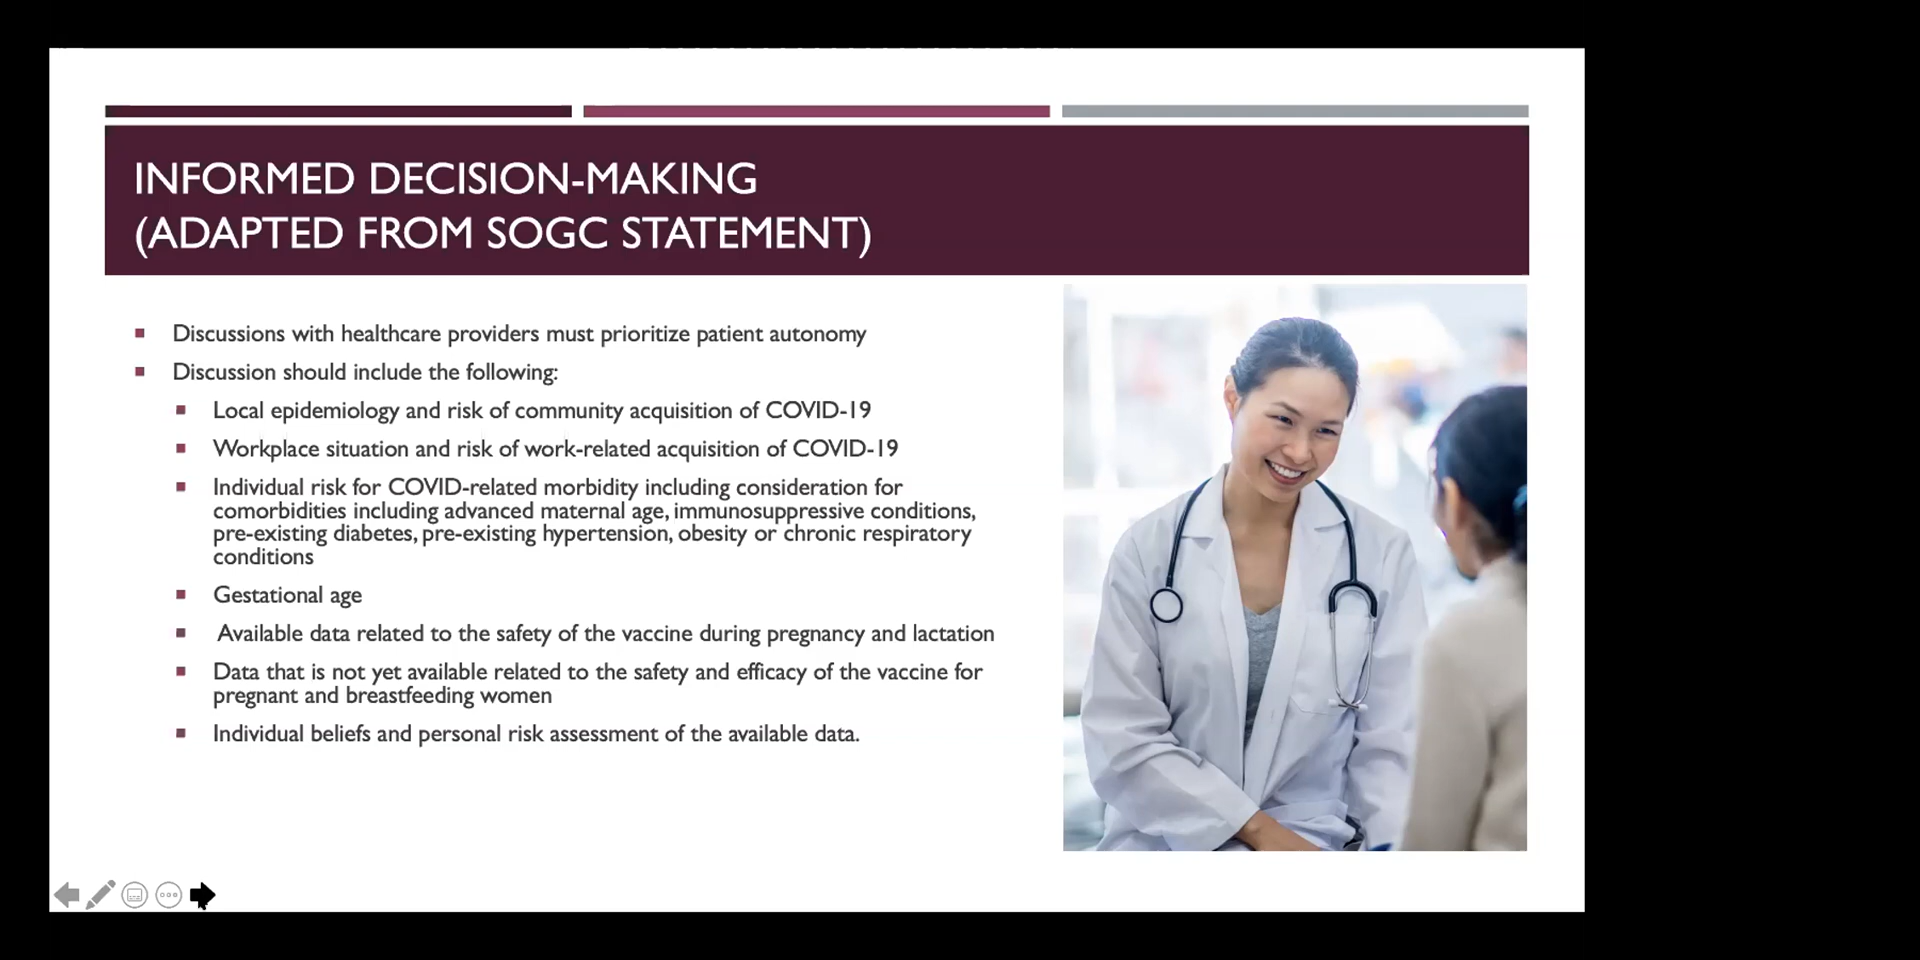 INFORMED DECISION-MAKING
(ADAPTED FROM SOGC STATEMENT)
Discussions with healthcare providers must prioritize patient autonomy
Discussion should include the following:
Local epidemiology and risk of community acquisition of COVID-19
Workplace situation and risk of work-related acquisition of COVID-19
Individual risk for COVID-related morbidity including consideration for
comorbidities including advanced maternal age, immunosuppressive conditions,
pre-existing diabetes, pre-existing hypertension, obesity or chronic respiratory
conditions
Gestational age
Available data related to the safety of the vaccine during pregnancy and lactation
Data that is not yet available related to the safety and efficacy of the vaccine for
pregnant and breastfeeding women
Individual beliefs and personal risk assessment of the available data.